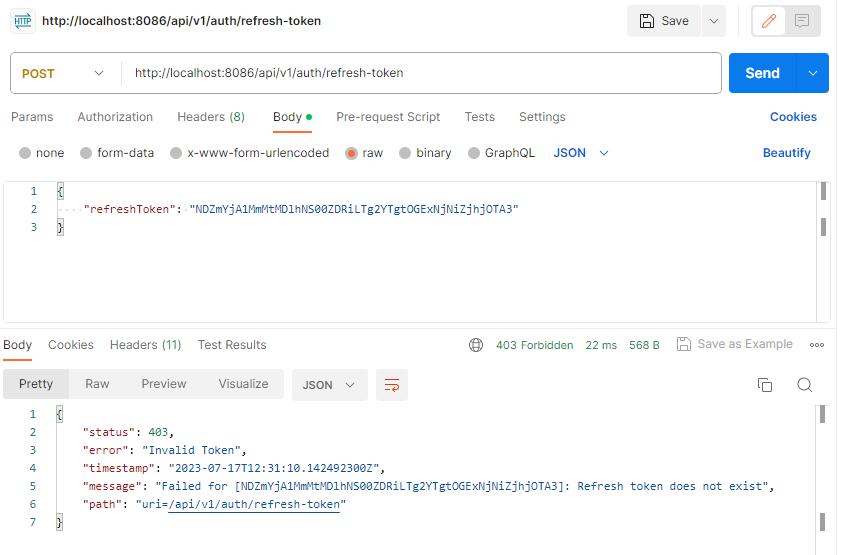 HTTP http://localhost:8086/api/v1/auth/refresh-token Save
POST http://localhost:8086/api/v1/auth/refresh-token Send
Params Authorization Headers (8) Body Pre-request Script Tests Settings Cookies
none form-data x-www-form-urlencoded raw binary GraphQL JSON Beautify
1 {
2 ····"refreshToken": "NDZmYjA1MmMtMDlhNS00ZDRiLTg2YTgtOGExNjNiZjhjOTA3"
3 }
Body Cookies Headers (11) Test Results 403 Forbidden 22 ms 568 B Save as Example
Pretty Raw Preview Visualize JSON
1 {
2 "status": 403,
3 "error": "Invalid Token",
4 "timestamp": "2023-07-17T12:31:10.142492300Z",
5 "message": "Failed for [NDZmYjA1MmMtMDlhNS00ZDRiLTg2YTgtOGExNjNiZjhjOTA3]: Refresh token does not exist",
6 "path": "uri=/api/v1/auth/refresh-token"
7 }